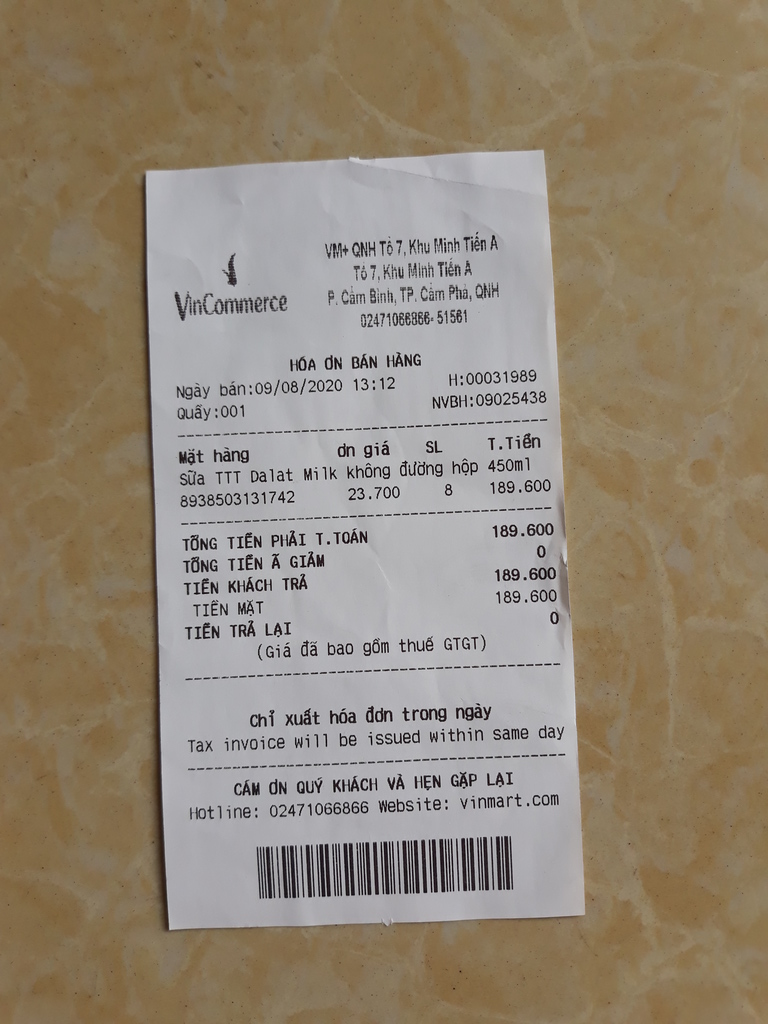 VinCommerce
VM+ QNH Tổ 7, Khu Minh Tiến A
Tổ 7, Khu Minh Tiến A
P. Cẩm Bình, TP. Cẩm Phả, QNH
02471066866- 51561
HÓA ƠN BÁN HÀNG
Ngày bán:09/08/2020 13:12 H:00031989
Quầy:001 NVBH:09025438
Mặt hàng ơn giá SL T.Tiền
Sữa TTT Dalat Milk không đường hộp 450ml
8938503131742 23.700 8 189.600
TỔNG TIỀN PHẢI T.TOÁN 189.600
TỔNG TIỀN Ã GIẢM 0
TIỀN KHÁCH TRẢ 189.600
TIỀN MẶT 189.600
TIỀN TRẢ LẠI 0
(Giá đã bao gồm thuế GTGT)
Chỉ xuất hóa đơn trong ngày
Tax invoice will be issued within same day
CÁM ƠN QUÝ KHÁCH VÀ HẸN GẶP LẠI
Hotline: 02471066866 Website: vinmart.com